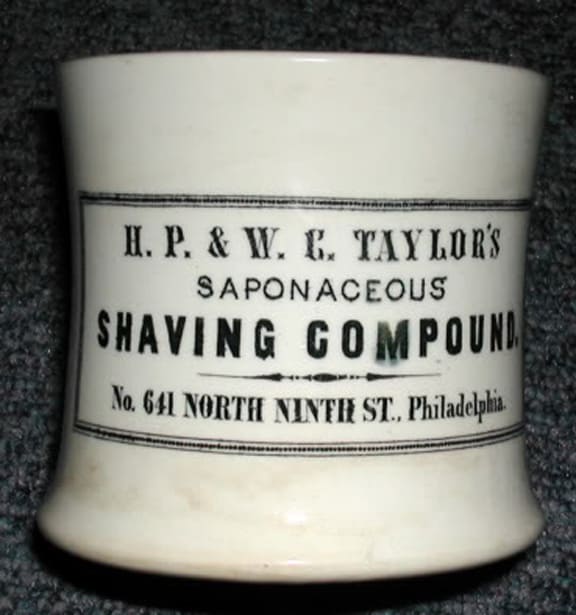 H. P. & W. C. TAYLOR'S
SAPONACEOUS
SHAVING COMPOUND.
No. 641 NORTH NINTH ST., Philadelphia.